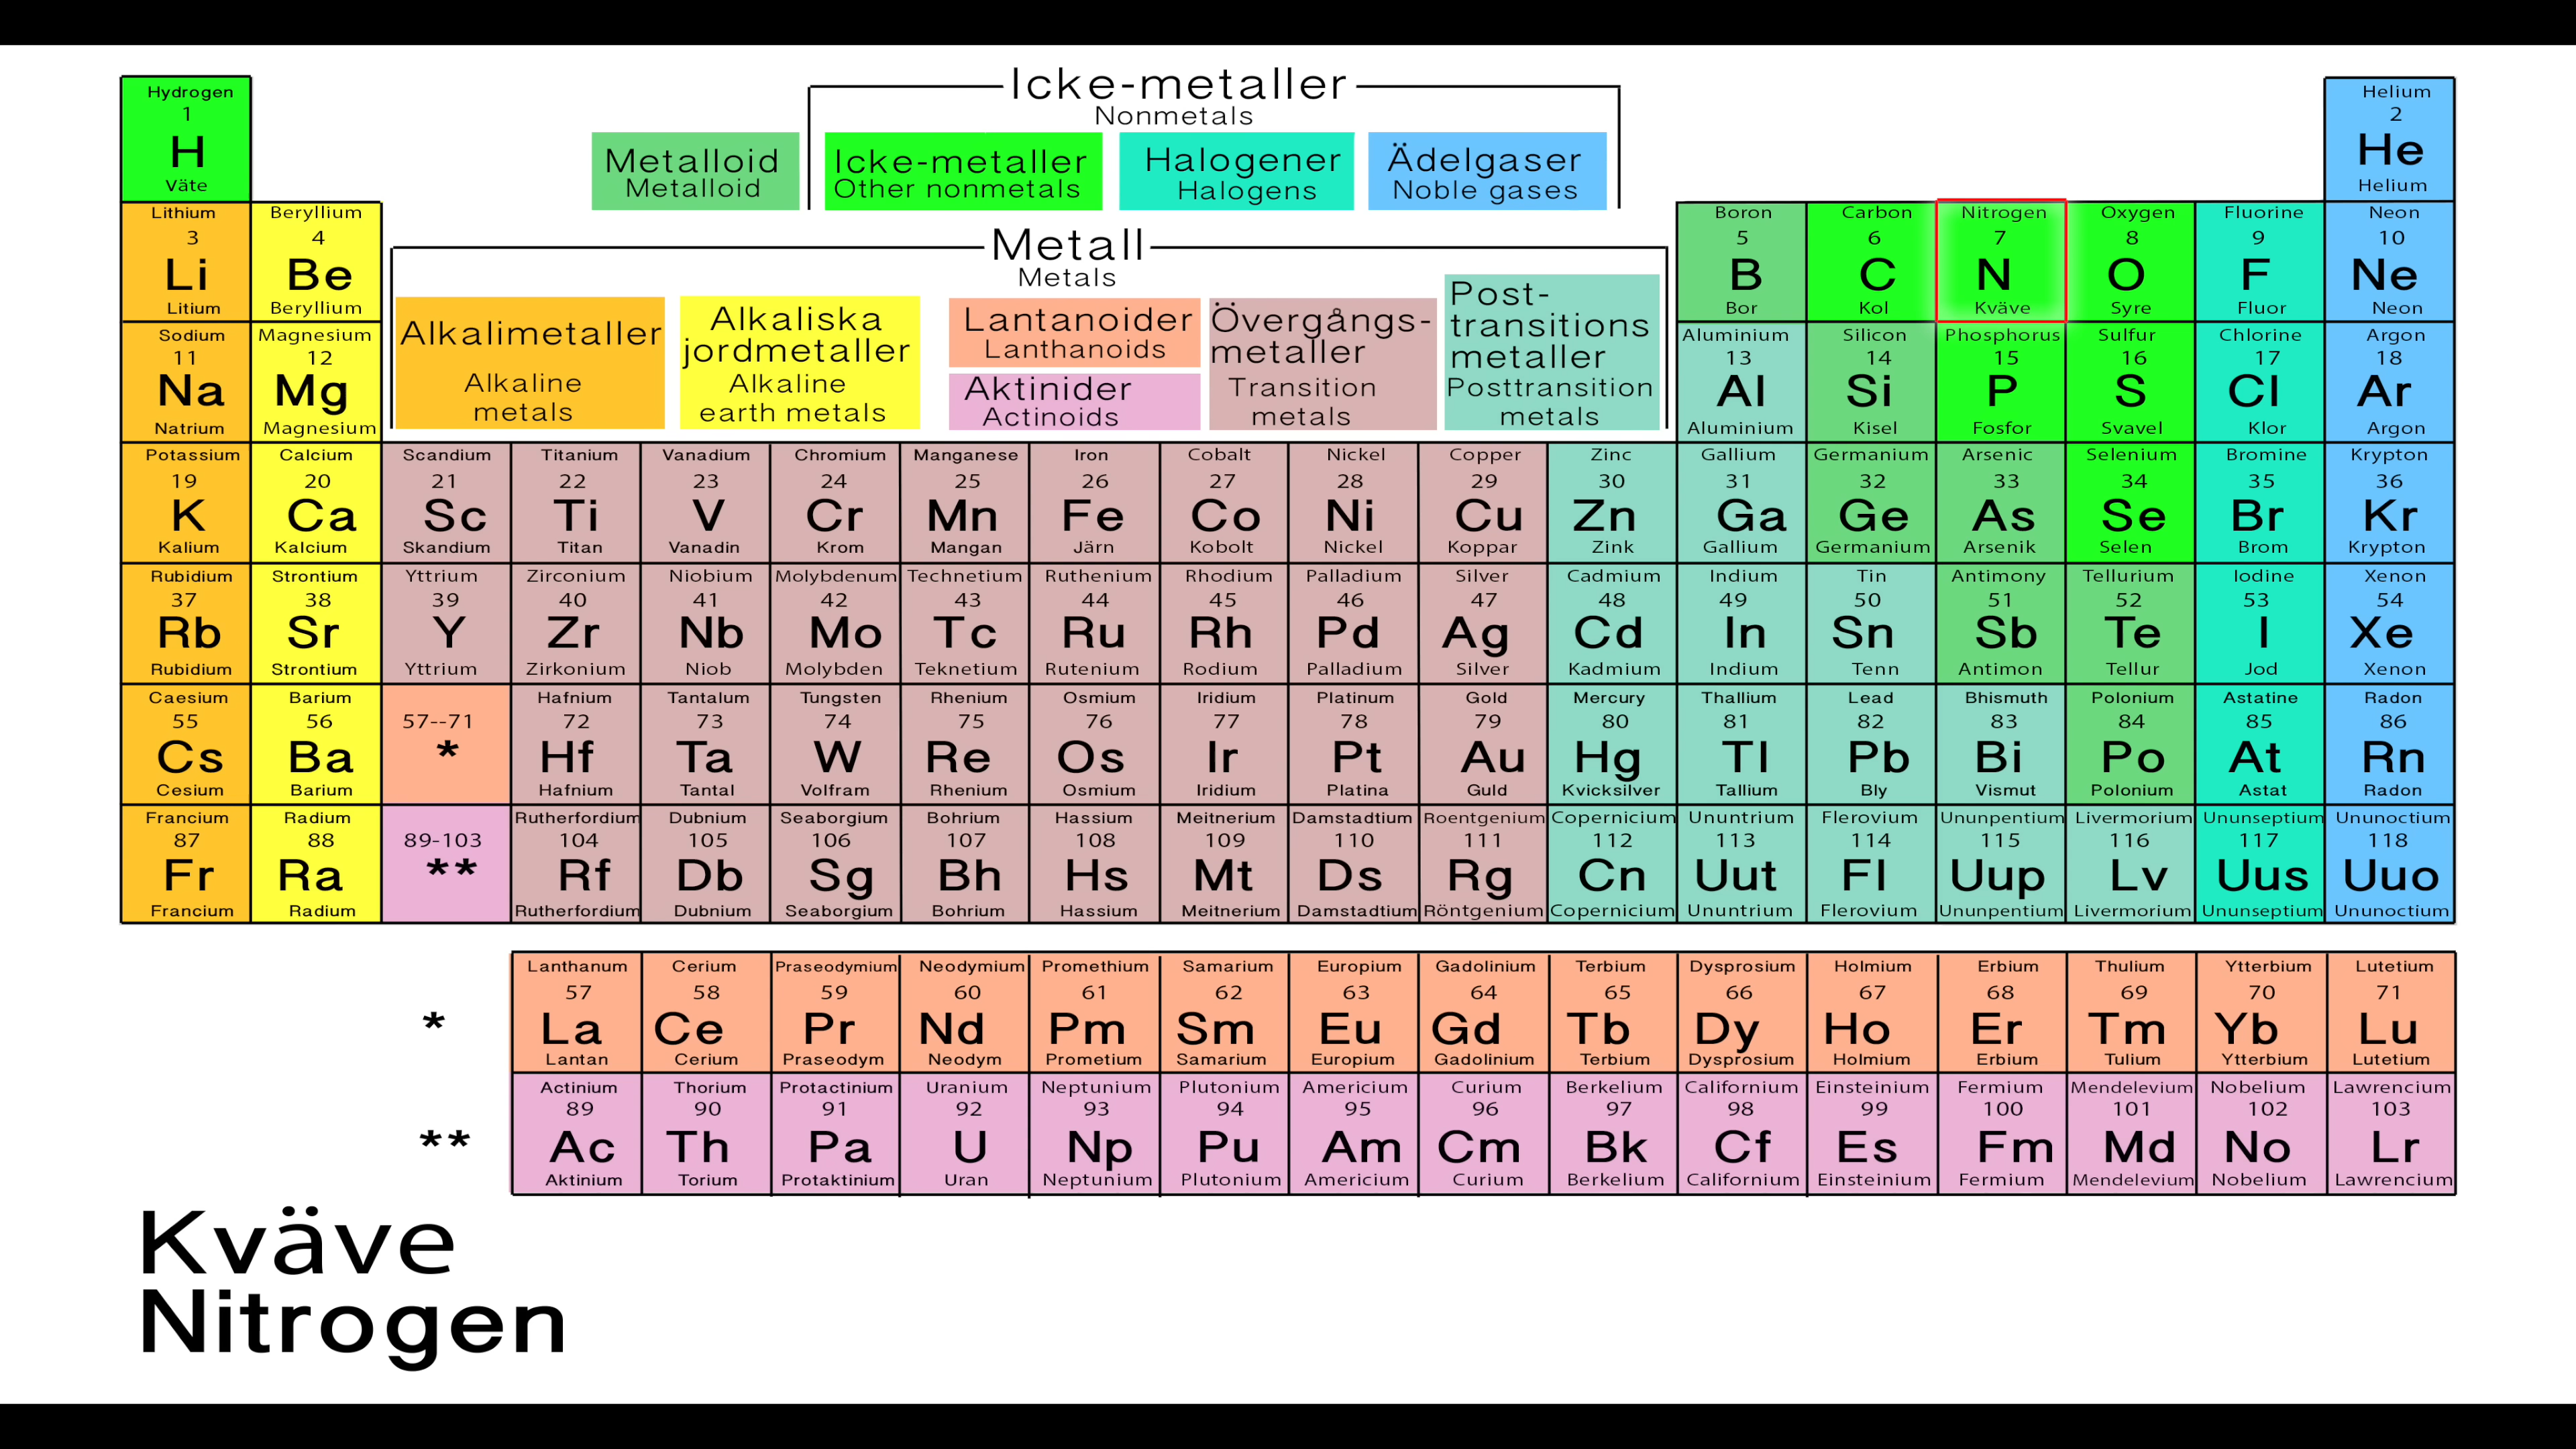 Icke-metaller
Nonmetals
Metalloid
Metalloid
Icke-metaller
Other nonmetals
Halogener
Halogens
Ädelgaser
Noble gases
Metall
Metals
Alkalimetaller
Alkaline
metals
Alkaliska
jordmetaller
Alkaline
earth metals
Lantanoider
Lanthanoids
Aktinider
Actinoids
Övergångs-
metaller
Transition
metals
Post-
transitions
metaller
Posttransition
metals
Hydrogen Helium
1 2
H He
Väte Helium
Lithium Beryllium Boron Carbon Nitrogen Oxygen Fluorine Neon
3 4 5 6 7 8 9 10
Li Be B C N O F Ne
Litium Beryllium Bor Kol Kväve Syre Fluor Neon
Sodium Magnesium Aluminium Silicon Phosphorus Sulfur Chlorine Argon
11 12 13 14 15 16 17 18
Na Mg Al Si P S Cl Ar
Natrium Magnesium Aluminium Kisel Fosfor Svavel Klor Argon
Potassium Calcium Scandium Titanium Vanadium Chromium Manganese Iron Cobalt Nickel Copper Zinc Gallium Germanium Arsenic Selenium Bromine Krypton
19 20 21 22 23 24 25 26 27 28 29 30 31 32 33 34 35 36
K Ca Sc Ti V Cr Mn Fe Co Ni Cu Zn Ga Ge As Se Br Kr
Kalium Kalcium Skandium Titan Vanadin Krom Mangan Järn Kobolt Nickel Koppar Zink Gallium Germanium Arsenik Selen Brom Krypton
Rubidium Strontium Yttrium Zirconium Niobium Molybdenum Technetium Ruthenium Rhodium Palladium Silver Cadmium Indium Tin Antimony Tellurium Iodine Xenon
37 38 39 40 41 42 43 44 45 46 47 48 49 50 51 52 53 54
Rb Sr Y Zr Nb Mo Tc Ru Rh Pd Ag Cd In Sn Sb Te I Xe
Rubidium Strontium Yttrium Zirkonium Niob Molybden Teknetium Rutenium Rodium Palladium Silver Kadmium Indium Tenn Antimon Tellur Jod Xenon
Caesium Barium Hafnium Tantalum Tungsten Rhenium Osmium Iridium Platinum Gold Mercury Thallium Lead Bhismuth Polonium Astatine Radon
55 56 57--71 72 73 74 75 76 77 78 79 80 81 82 83 84 85 86
Cs Ba * Hf Ta W Re Os Ir Pt Au Hg Tl Pb Bi Po At Rn
Cesium Barium Hafnium Tantal Volfram Rhenium Osmium Iridium Platina Guld Kvicksilver Tallium Bly Vismut Polonium Astat Radon
Francium Radium Rutherfordium Dubnium Seaborgium Bohrium Hassium Meitnerium Damstadtium Roentgenium Copernicium Ununtrium Flerovium Ununpentium Livermorium Ununseptium Ununoctium
87 88 89-103 104 105 106 107 108 109 110 111 112 113 114 115 116 117 118
Fr Ra ** Rf Db Sg Bh Hs Mt Ds Rg Cn Uut Fl Uup Lv Uus Uuo
Francium Radium Rutherfordium Dubnium Seaborgium Bohrium Hassium Meitnerium Damstadtium Röntgenium Copernicium Ununtrium Flerovium Ununpentium Livermorium Ununseptium Ununoctium
Lanthanum Cerium Praseodymium Neodymium Promethium Samarium Europium Gadolinium Terbium Dysprosium Holmium Erbium Thulium Ytterbium Lutetium
57 58 59 60 61 62 63 64 65 66 67 68 69 70 71
* La Ce Pr Nd Pm Sm Eu Gd Tb Dy Ho Er Tm Yb Lu
Lantan Cerium Praseodym Neodym Prometium Samarium Europium Gadolinium Terbium Dysprosium Holmium Erbium Tulium Ytterbium Lutetium
Actinium Thorium Protactinium Uranium Neptunium Plutonium Americium Curium Berkelium Californium Einsteinium Fermium Mendelevium Nobelium Lawrencium
89 90 91 92 93 94 95 96 97 98 99 100 101 102 103
** Ac Th Pa U Np Pu Am Cm Bk Cf Es Fm Md No Lr
Aktinium Torium Protaktinium Uran Neptunium Plutonium Americium Curium Berkelium Californium Einsteinium Fermium Mendelevium Nobelium Lawrencium
Kväve
Nitrogen